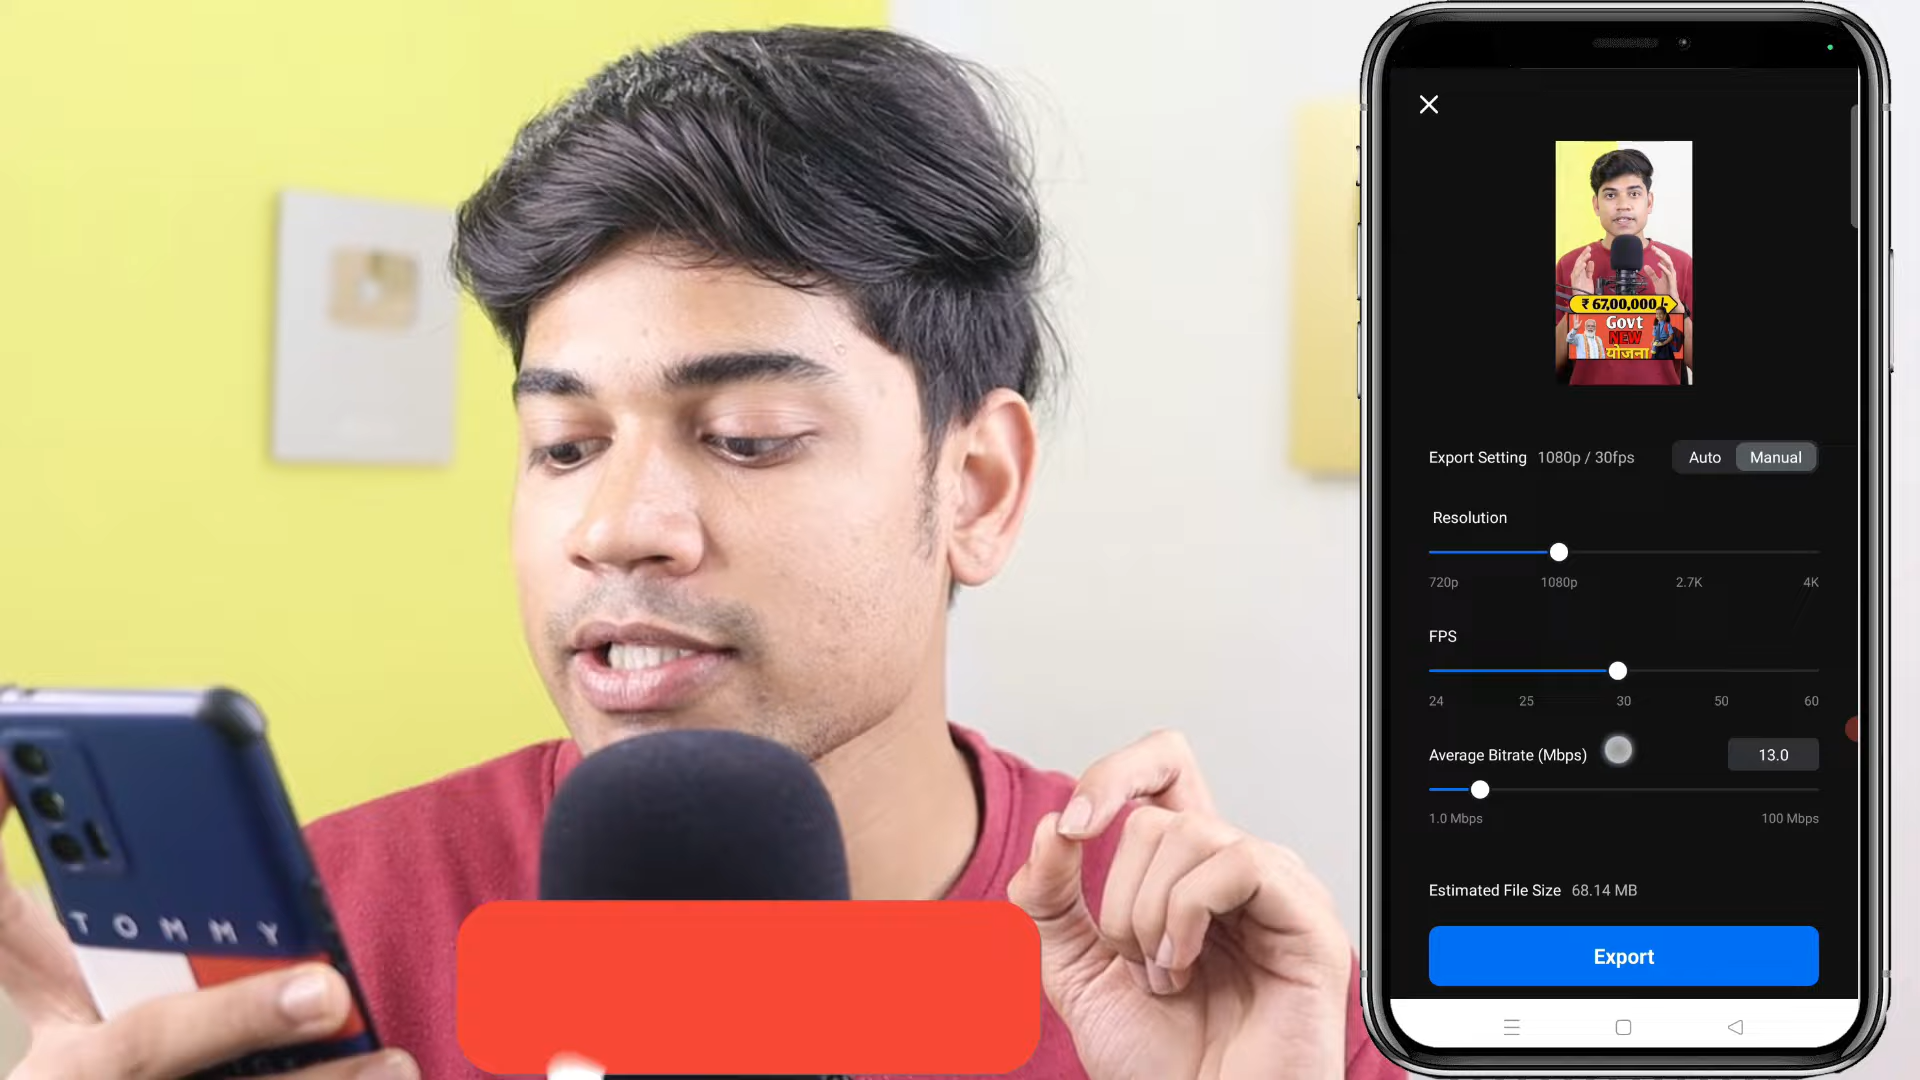 TOMMY
₹ 67,00,000/-
Govt
NEW
योजना
Export Setting 1080p / 30fps Auto Manual
Resolution
720p 1080p 2.7K 4K
FPS
24 25 30 50 60
Average Bitrate (Mbps) 13.0
1.0 Mbps 100 Mbps
Estimated File Size 68.14 MB
Export